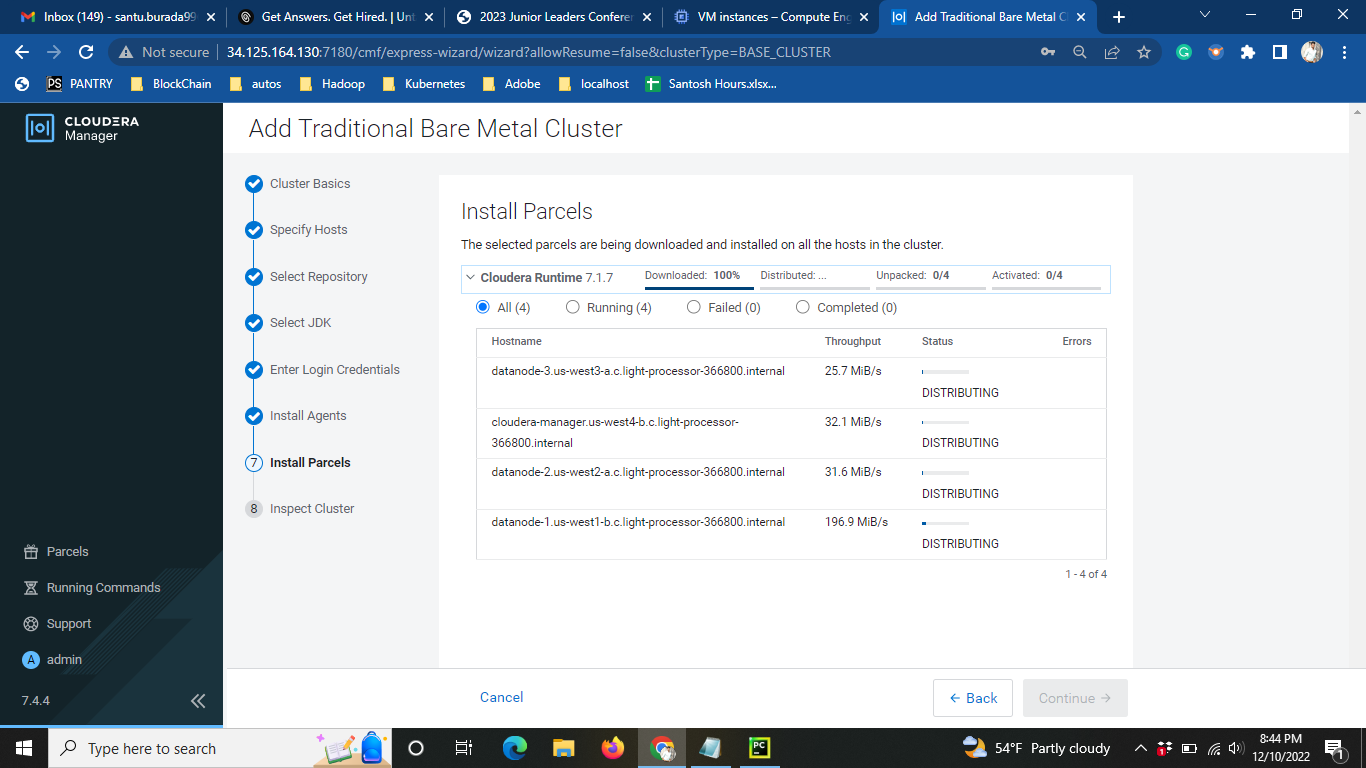 Inbox (149) - santu.burada99
Get Answers. Get Hired. | Unt
2023 Junior Leaders Conferen
VM instances – Compute Eng
Add Traditional Bare Metal Cl
Not secure | 34.125.164.130:7180/cmf/express-wizard/wizard?allowResume=false&clusterType=BASE_CLUSTER
PS PANTRY BlockChain autos Hadoop Kubernetes Adobe localhost Santosh Hours.xlsx...
CLOUDERA
Manager
Add Traditional Bare Metal Cluster
Cluster Basics
Specify Hosts
Select Repository
Select JDK
Enter Login Credentials
Install Agents
7 Install Parcels
8 Inspect Cluster
Parcels
Running Commands
Support
A admin
7.4.4
Install Parcels
The selected parcels are being downloaded and installed on all the hosts in the cluster.
Cloudera Runtime 7.1.7 Downloaded: 100% Distributed: ... Unpacked: 0/4 Activated: 0/4
All (4) Running (4) Failed (0) Completed (0)
Hostname Throughput Status Errors
datanode-3.us-west3-a.c.light-processor-366800.internal 25.7 MiB/s
DISTRIBUTING
cloudera-manager.us-west4-b.c.light-processor- 32.1 MiB/s
366800.internal DISTRIBUTING
datanode-2.us-west2-a.c.light-processor-366800.internal 31.6 MiB/s
DISTRIBUTING
datanode-1.us-west1-b.c.light-processor-366800.internal 196.9 MiB/s
DISTRIBUTING
1 - 4 of 4
Cancel ← Back Continue →
Type here to search
PC
54°F Partly cloudy
8:44 PM
12/10/2022
1